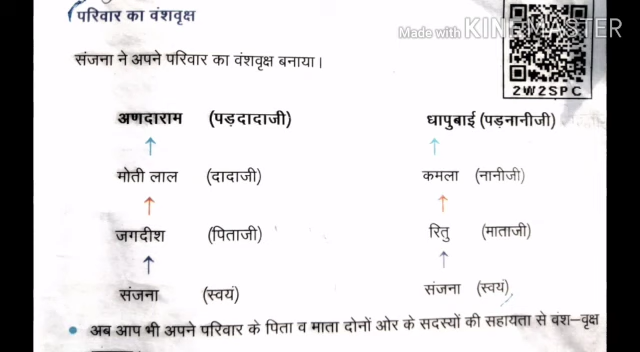 परिवार का वंशवृक्ष
Made with KINEMASTER
संजना ने अपने परिवार का वंशवृक्ष बनाया।
2W2SPC
अणदाराम (पड़दादाजी) धापुबाई (पड़नानीजी)
मोती लाल (दादाजी) कमला (नानीजी)
जगदीश (पिताजी) रितु (माताजी)
संजना (स्वयं) संजना (स्वयं)
• अब आप भी अपने परिवार के पिता व माता दोनों ओर के सदस्यों की सहायता से वंश–वृक्ष